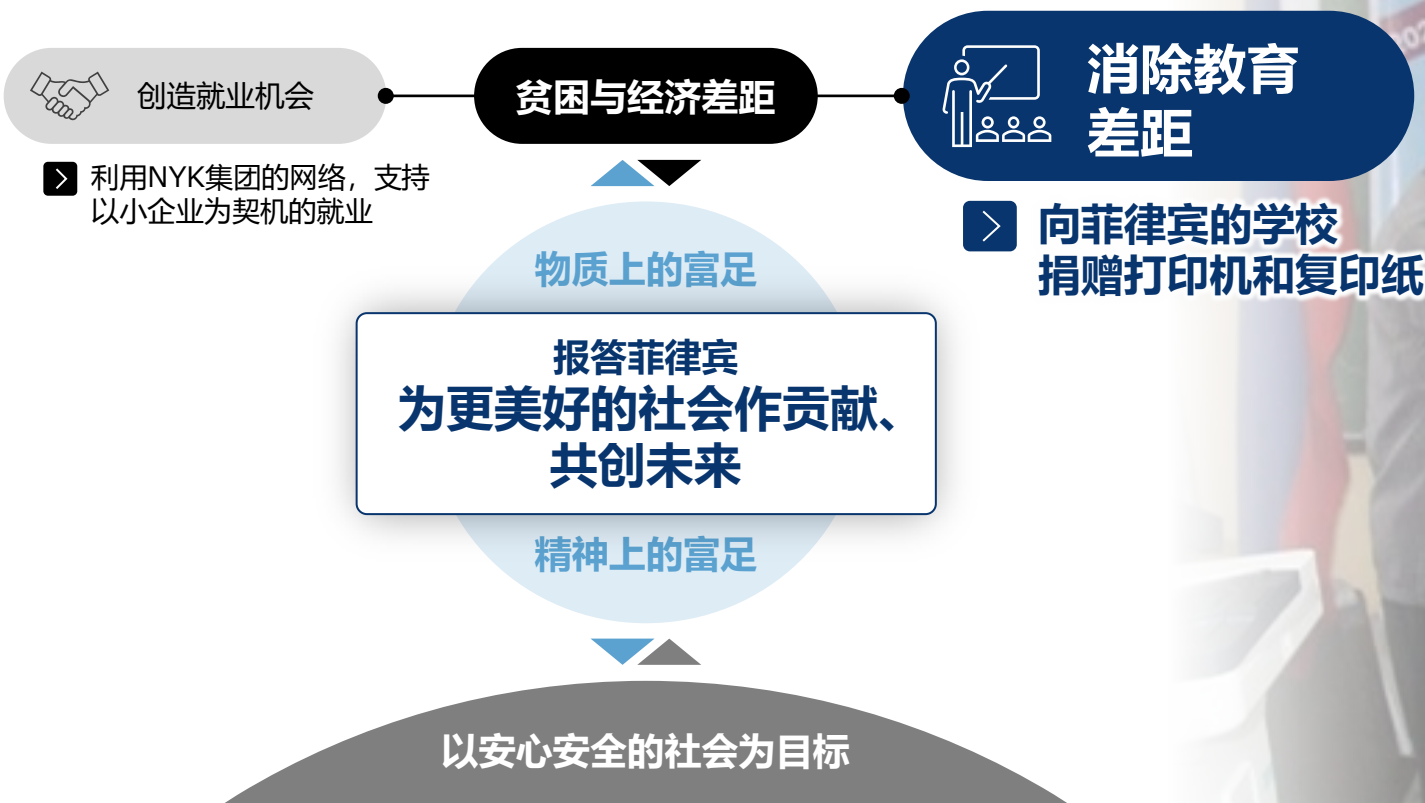 创造就业机会
利用NYK集团的网络，支持
以小企业为契机的就业
贫困与经济差距
消除教育
差距
向菲律宾的学校
捐赠打印机和复印纸
物质上的富足
报答菲律宾
为更美好的社会作贡献、
共创未来
精神上的富足
以安心安全的社会为目标